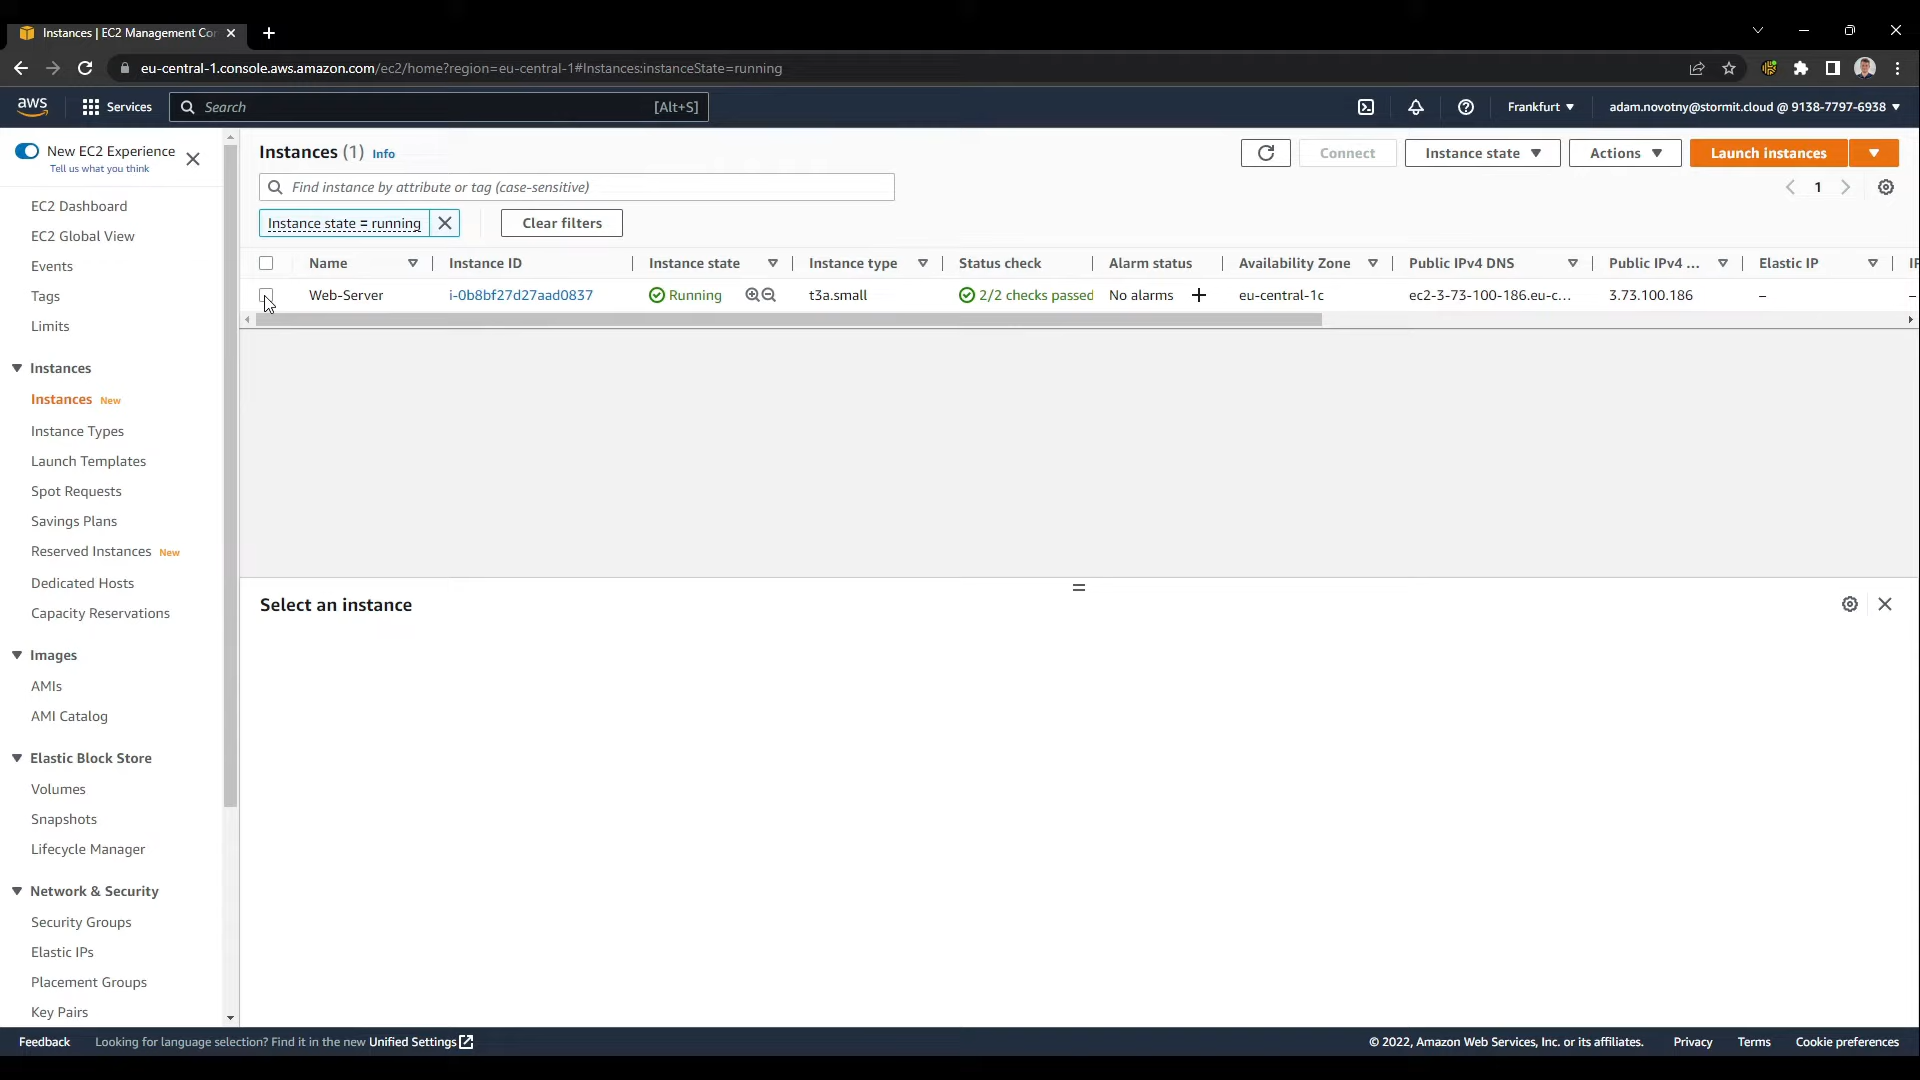 Instances | EC2 Management Co
eu-central-1.console.aws.amazon.com/ec2/home?region=eu-central-1#Instances:instanceState=running
aws Services Search [Alt+S] Frankfurt adam.novotny@stormit.cloud @ 9138-7797-6938
New EC2 Experience
Tell us what you think
EC2 Dashboard
EC2 Global View
Events
Tags
Limits
Instances
Instances New
Instance Types
Launch Templates
Spot Requests
Savings Plans
Reserved Instances New
Dedicated Hosts
Capacity Reservations
Images
AMIs
AMI Catalog
Elastic Block Store
Volumes
Snapshots
Lifecycle Manager
Network & Security
Security Groups
Elastic IPs
Placement Groups
Key Pairs
Instances (1) Info Connect Instance state Actions Launch instances
Find instance by attribute or tag (case-sensitive) 1
Instance state = running Clear filters
Name Instance ID Instance state Instance type Status check Alarm status Availability Zone Public IPv4 DNS Public IPv4 ... Elastic IP
Web-Server i-0b8bf27d27aad0837 Running t3a.small 2/2 checks passed No alarms + eu-central-1c ec2-3-73-100-186.eu-c... 3.73.100.186 – –
Select an instance
Feedback Looking for language selection? Find it in the new Unified Settings © 2022, Amazon Web Services, Inc. or its affiliates. Privacy Terms Cookie preferences